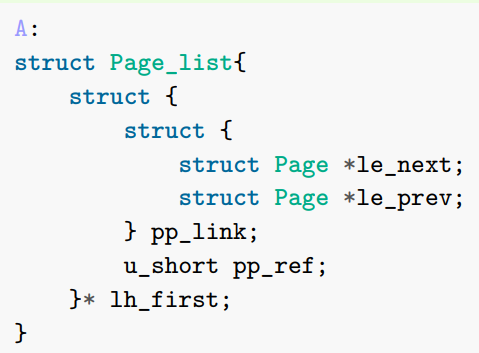 A:
struct Page_list{
    struct {
        struct {
            struct Page *le_next;
            struct Page *le_prev;
        } pp_link;
        u_short pp_ref;
    }* lh_first;
}